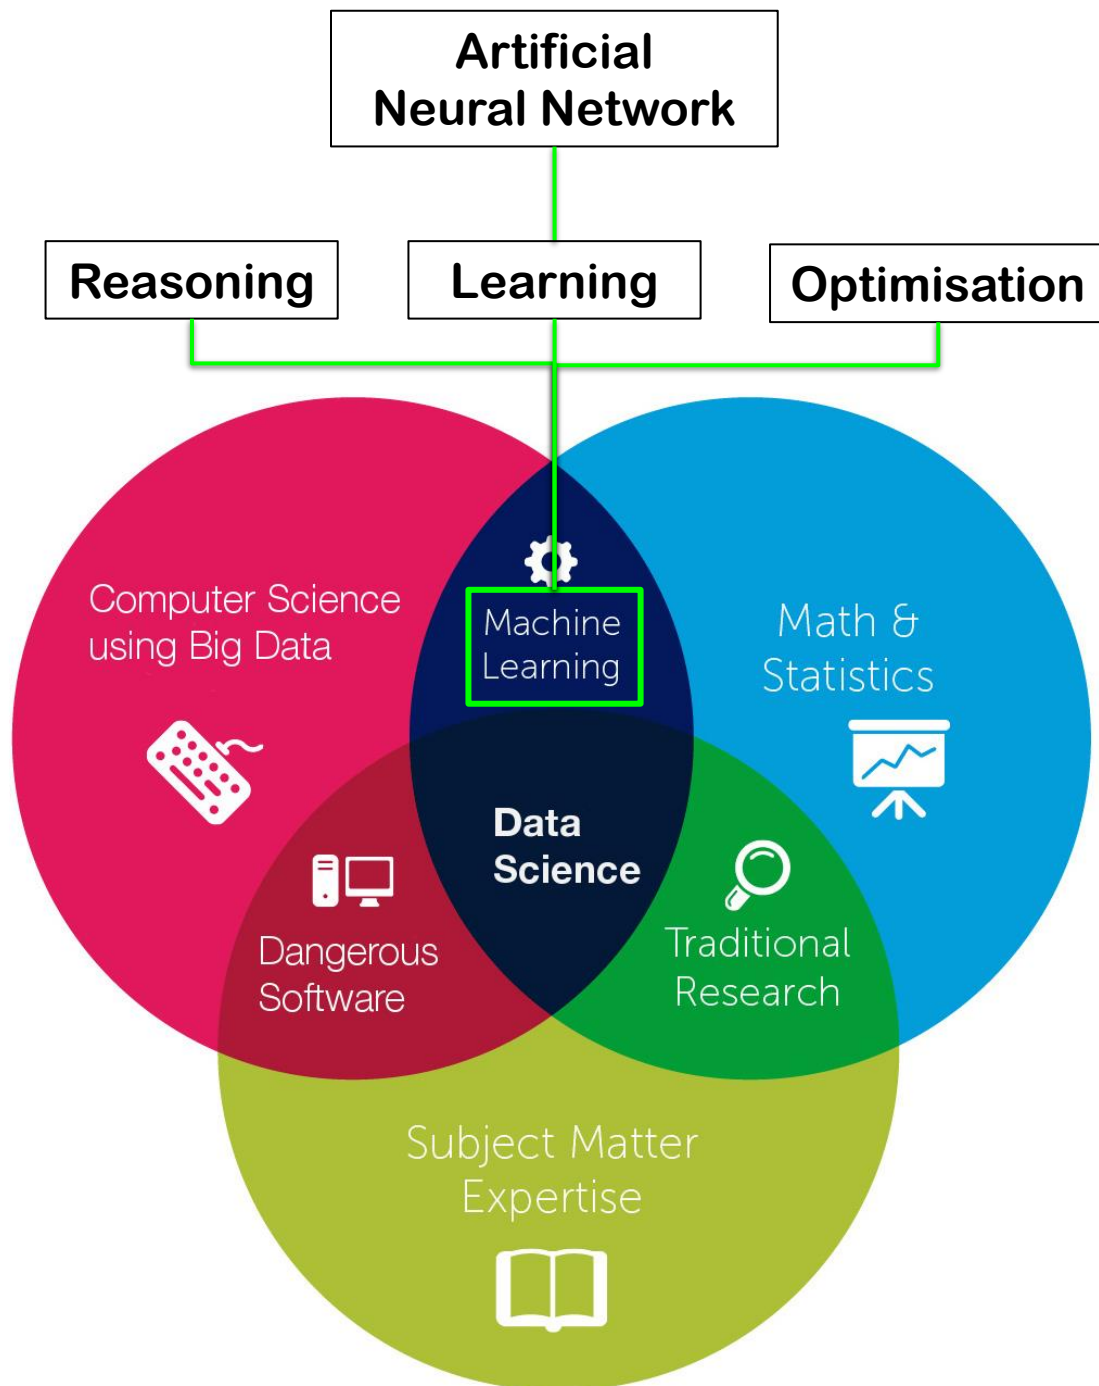 Artificial
Neural Network
Reasoning
Learning
Optimisation
Computer Science
using Big Data
Machine
Learning
Math &
Statistics
Data
Science
Dangerous
Software
Traditional
Research
Subject Matter
Expertise